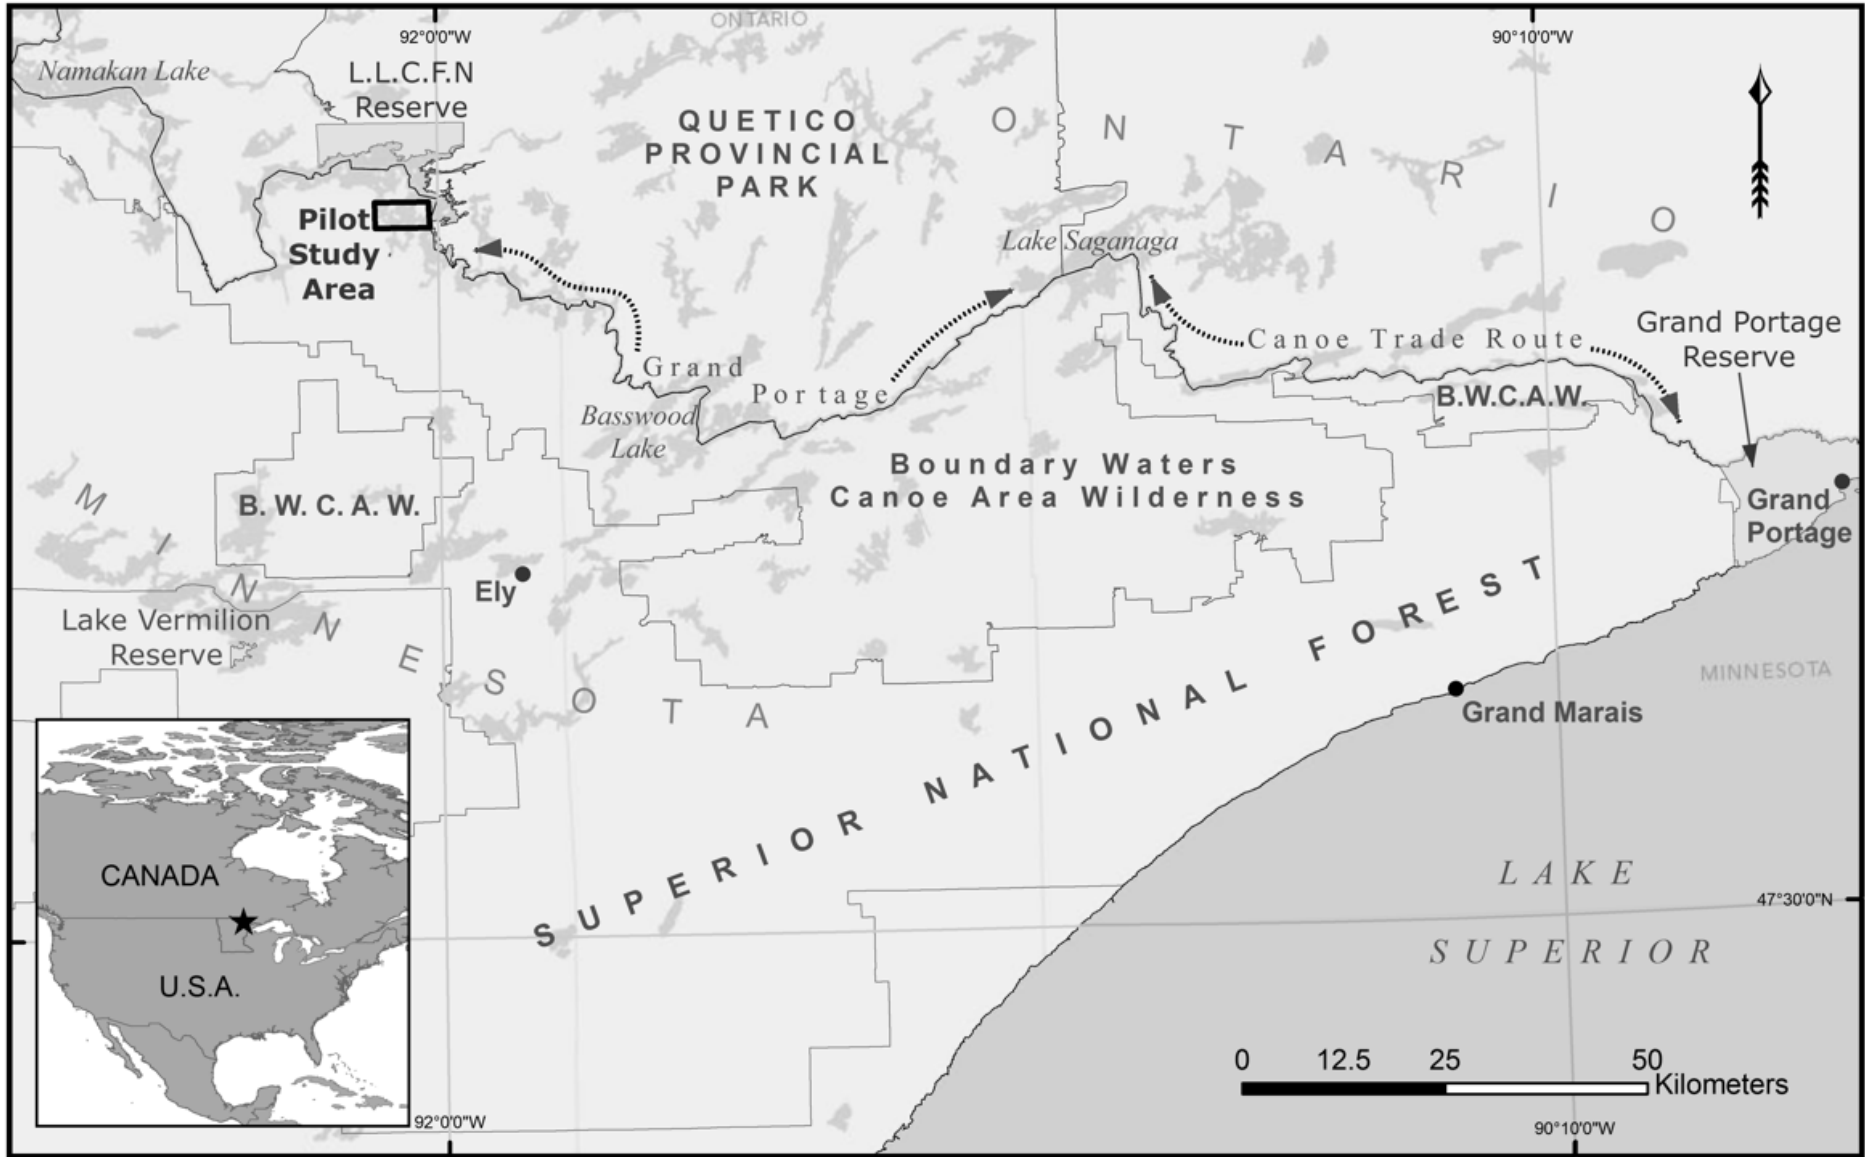 ONTARIO
92°0'0"W
90°10'0"W
Namakan Lake
L.L.C.F.N
Reserve
QUETICO
PROVINCIAL
PARK
ONTARIO
Pilot
Study
Area
Lake Saganaga
Canoe Trade Route
Grand Portage
Reserve
Grand
Portage
B.W.C.A.W.
Basswood
Lake
Boundary Waters
Canoe Area Wilderness
B.W.C.A.W.
Grand
Portage
MINNESOTA
Ely
Lake Vermilion
Reserve
SUPERIOR NATIONAL FOREST
MINNESOTA
Grand Marais
CANADA
U.S.A.
LAKE
SUPERIOR
47°30'0"N
0 12.5 25 50
Kilometers
92°0'0"W
90°10'0"W